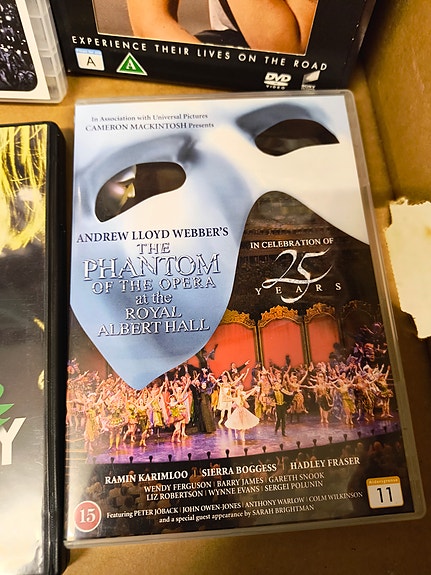 EXPERIENCE THEIR LIVES ON THE ROAD
A
A
DVD
VIDEO
In Association with Universal Pictures
CAMERON MACKINTOSH Presents
ANDREW LLOYD WEBBER'S
THE
PHANTOM
OF THE OPERA
at the
ROYAL
ALBERT HALL
IN CELEBRATION OF
25
YEARS
Y
RAMIN KARIMLOO | SIERRA BOGGESS | HADLEY FRASER
WENDY FERGUSON | BARRY JAMES | GARETH SNOOK
LIZ ROBERTSON | WYNNE EVANS | SERGEI POLUNIN
Featuring PETER JÖBACK | JOHN OWEN-JONES | ANTHONY WARLOW | COLM WILKINSON
and a special guest appearance by SARAH BRIGHTMAN
15
11